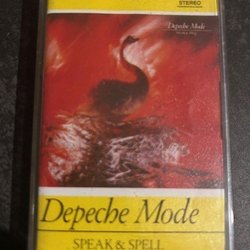 STEREO
Depeche Mode
Depeche Mode
SPEAK & SPELL